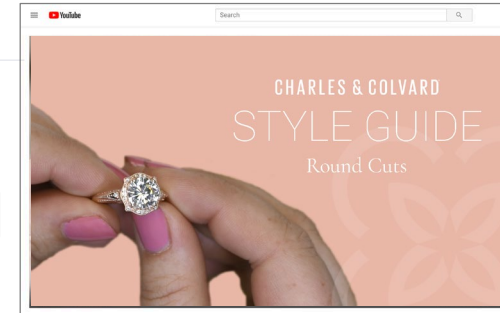 YouTube
Search
CHARLES & COLVARD
STYLE GUIDE
Round Cuts